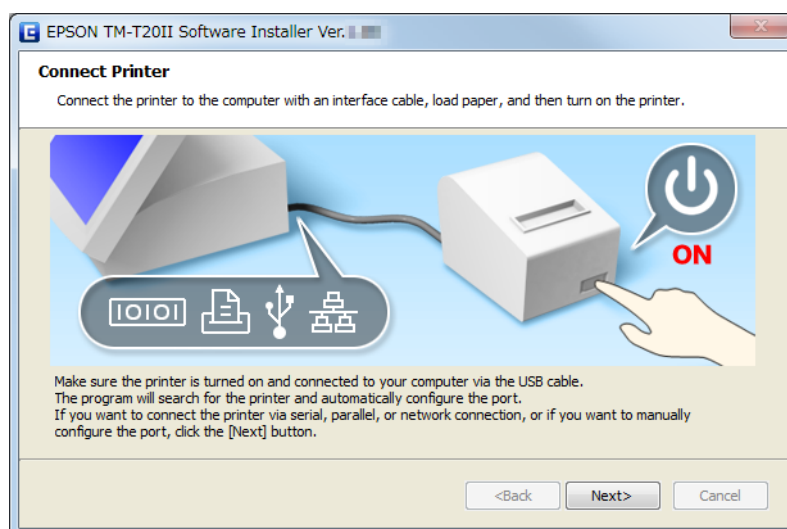 EPSON TM-T20II Software Installer Ver.
Connect Printer
Connect the printer to the computer with an interface cable, load paper, and then turn on the printer.
10101
ON
Make sure the printer is turned on and connected to your computer via the USB cable.
The program will search for the printer and automatically configure the port.
If you want to connect the printer via serial, parallel, or network connection, or if you want to manually
configure the port, click the [Next] button.
<Back Next> Cancel